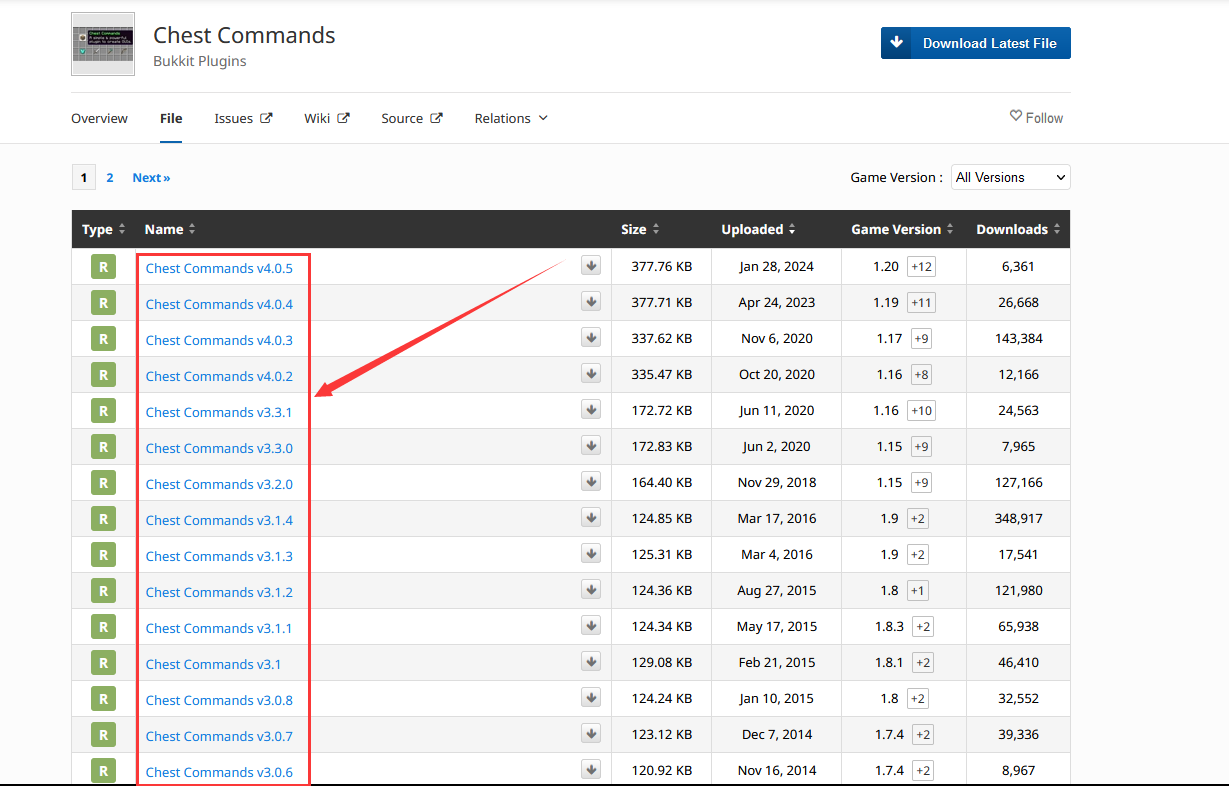 Chest Commands
Bukkit Plugins
Download Latest File
Overview File Issues Wiki Source Relations
Follow
1 2 Next »
Game Version : All Versions
Type Name Size Uploaded Game Version Downloads
R Chest Commands v4.0.5 377.76 KB Jan 28, 2024 1.20 +12 6,361
R Chest Commands v4.0.4 377.71 KB Apr 24, 2023 1.19 +11 26,668
R Chest Commands v4.0.3 337.62 KB Nov 6, 2020 1.17 +9 143,384
R Chest Commands v4.0.2 335.47 KB Oct 20, 2020 1.16 +8 12,166
R Chest Commands v3.3.1 172.72 KB Jun 11, 2020 1.16 +10 24,563
R Chest Commands v3.3.0 172.83 KB Jun 2, 2020 1.15 +9 7,965
R Chest Commands v3.2.0 164.40 KB Nov 29, 2018 1.15 +9 127,166
R Chest Commands v3.1.4 124.85 KB Mar 17, 2016 1.9 +2 348,917
R Chest Commands v3.1.3 125.31 KB Mar 4, 2016 1.9 +2 17,541
R Chest Commands v3.1.2 124.36 KB Aug 27, 2015 1.8 +1 121,980
R Chest Commands v3.1.1 124.34 KB May 17, 2015 1.8.3 +2 65,938
R Chest Commands v3.1 129.08 KB Feb 21, 2015 1.8.1 +2 46,410
R Chest Commands v3.0.8 124.24 KB Jan 10, 2015 1.8 +2 32,552
R Chest Commands v3.0.7 123.12 KB Dec 7, 2014 1.7.4 +2 39,336
R Chest Commands v3.0.6 120.92 KB Nov 16, 2014 1.7.4 +2 8,967